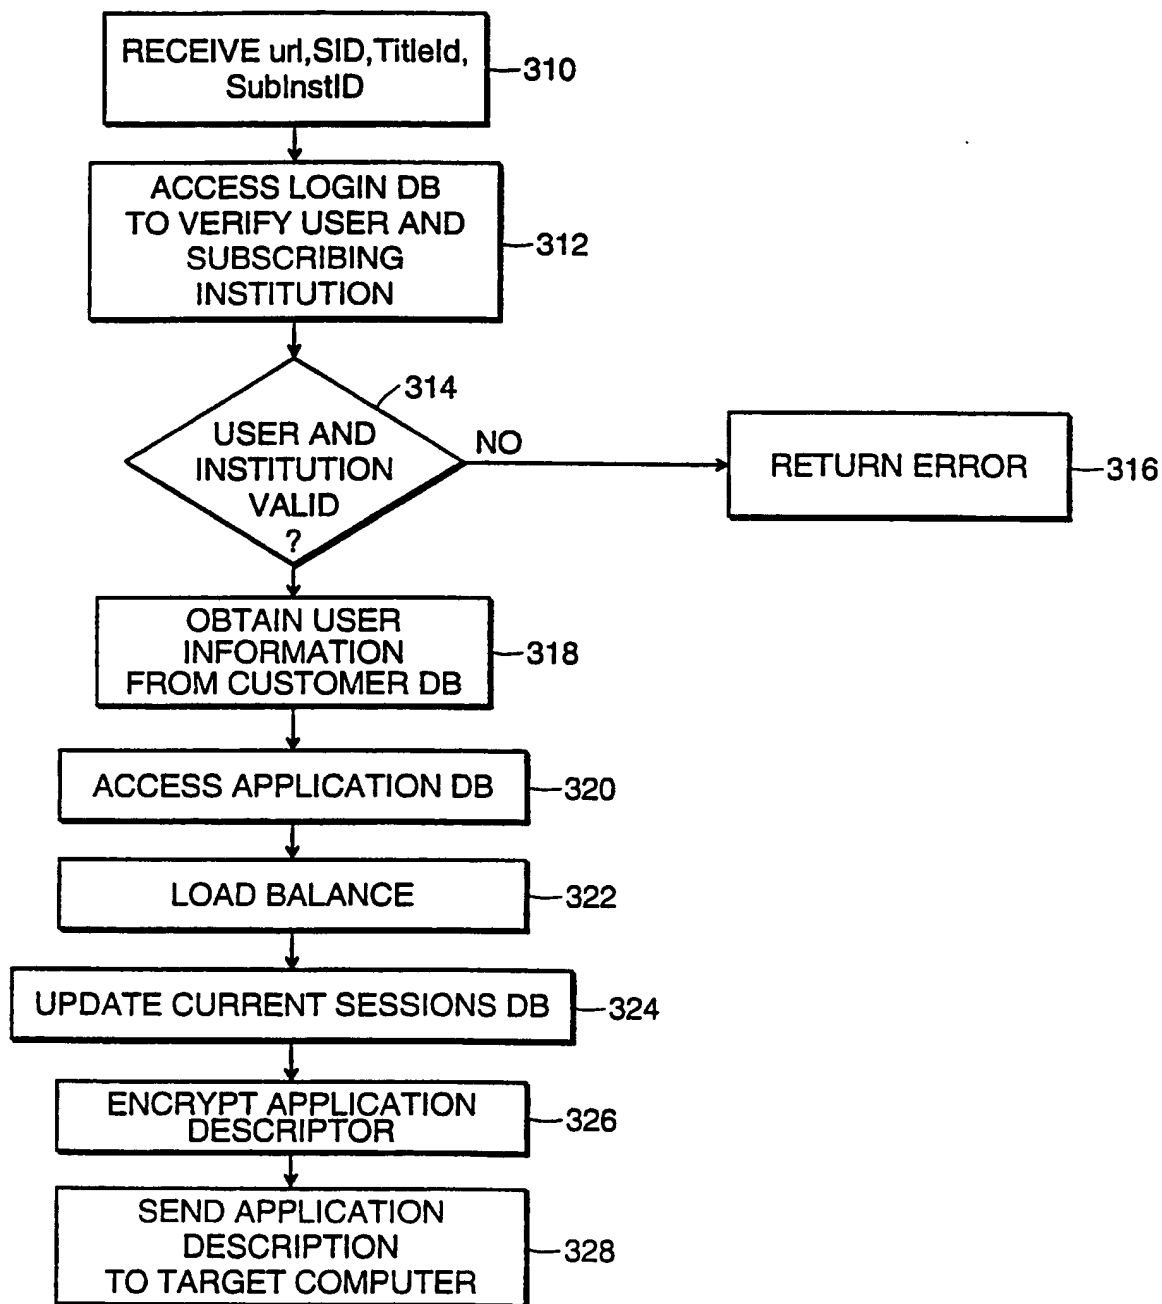 RECEIVE url,SID,TitleId,
SubInstID
310
ACCESS LOGIN DB
TO VERIFY USER AND
SUBSCRIBING
INSTITUTION
312
314
USER AND
INSTITUTION
VALID
?
NO
RETURN ERROR
316
OBTAIN USER
INFORMATION
FROM CUSTOMER DB
318
ACCESS APPLICATION DB
320
LOAD BALANCE
322
UPDATE CURRENT SESSIONS DB
324
ENCRYPT APPLICATION
DESCRIPTOR
326
SEND APPLICATION
DESCRIPTION
TO TARGET COMPUTER
328